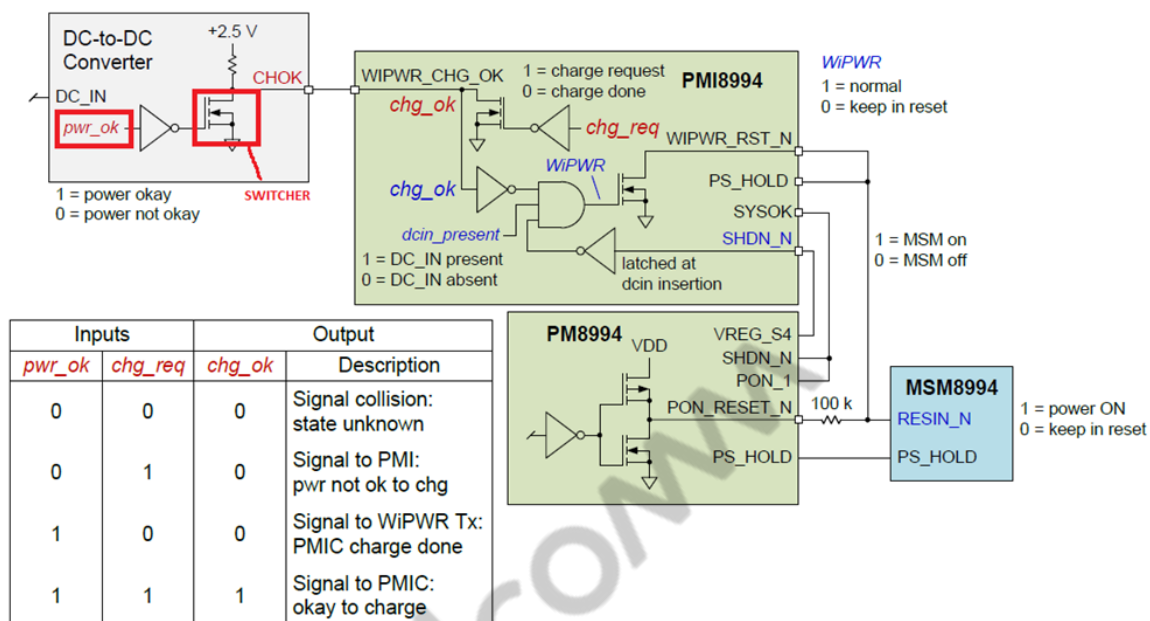 DC-to-DC
Converter
+2.5 V
CHOK
DC_IN
pwr_ok
SWITCHER
1 = power okay
0 = power not okay
WIPWR_CHG_OK
chg_ok
1 = charge request
0 = charge done
PMI8994
chg_req
WIPWR_RST_N
WiPWR
chg_ok
PS_HOLD
SYSOK
SHDN_N
dcin_present
1 = DC_IN present
0 = DC_IN absent
latched at
dcin insertion
WiPWR
1 = normal
0 = keep in reset
1 = MSM on
0 = MSM off
PM8994
VDD
VREG_S4
SHDN_N
PON_1
PON_RESET_N
100 k
PS_HOLD
MSM8994
RESIN_N
PS_HOLD
1 = power ON
0 = keep in reset
Inputs Output
pwr_ok chg_req chg_ok Description
0 0 0 Signal collision:
state unknown
0 1 0 Signal to PMI:
pwr not ok to chg
1 0 0 Signal to WiPWR Tx:
PMIC charge done
1 1 1 Signal to PMIC:
okay to charge